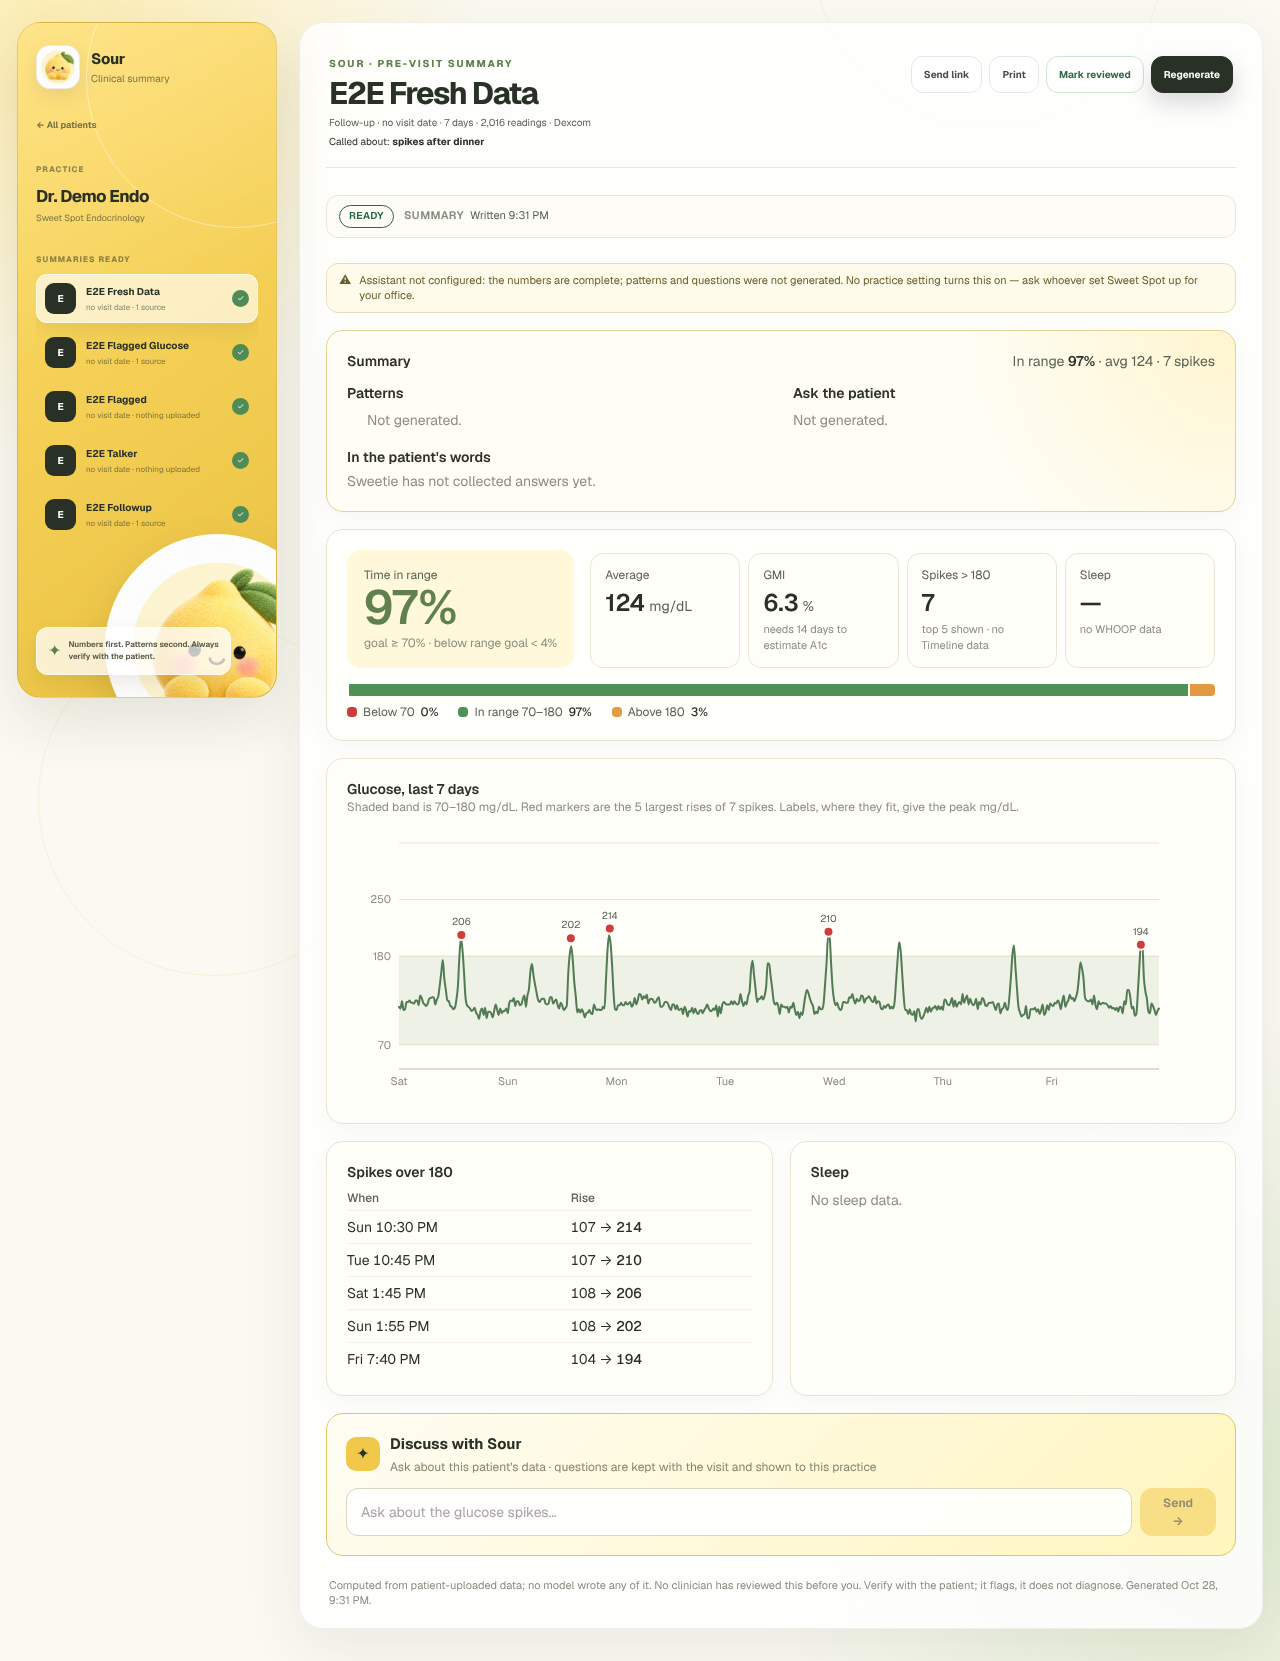 Sour
Clinical summary
← All patients
PRACTICE
Dr. Demo Endo
Sweet Spot Endocrinology
SUMMARIES READY
E
E2E Fresh Data
no visit date · 1 source
E
E2E Flagged Glucose
no visit date · 1 source
E
E2E Flagged
no visit date · nothing uploaded
E
E2E Talker
no visit date · nothing uploaded
E
E2E Followup
no visit date · 1 source
Numbers first. Patterns second. Always
verify with the patient.
SOUR · PRE-VISIT SUMMARY
E2E Fresh Data
Follow-up · no visit date · 7 days · 2,016 readings · Dexcom
Called about: spikes after dinner
Send link
Print
Mark reviewed
Regenerate
READY SUMMARY Written 9:31 PM
Assistant not configured: the numbers are complete; patterns and questions were not generated. No practice setting turns this on — ask whoever set Sweet Spot up for
your office.
Summary
In range 97% · avg 124 · 7 spikes
Patterns
Not generated.
Ask the patient
Not generated.
In the patient's words
Sweetie has not collected answers yet.
Time in range
97%
goal ≥ 70% · below range goal < 4%
Average
124 mg/dL
GMI
6.3 %
needs 14 days to
estimate A1c
Spikes > 180
7
top 5 shown · no
Timeline data
Sleep
—
no WHOOP data
Below 70 0%
In range 70–180 97%
Above 180 3%
Glucose, last 7 days
Shaded band is 70–180 mg/dL. Red markers are the 5 largest rises of 7 spikes. Labels, where they fit, give the peak mg/dL.
250
180
70
206
202
214
210
194
Sat
Sun
Mon
Tue
Wed
Thu
Fri
Spikes over 180
When Rise
Sun 10:30 PM 107 → 214
Tue 10:45 PM 107 → 210
Sat 1:45 PM 108 → 206
Sun 1:55 PM 108 → 202
Fri 7:40 PM 104 → 194
Sleep
No sleep data.
Discuss with Sour
Ask about this patient's data · questions are kept with the visit and shown to this practice
Ask about the glucose spikes...
Send
→
Computed from patient-uploaded data; no model wrote any of it. No clinician has reviewed this before you. Verify with the patient; it flags, it does not diagnose. Generated Oct 28,
9:31 PM.